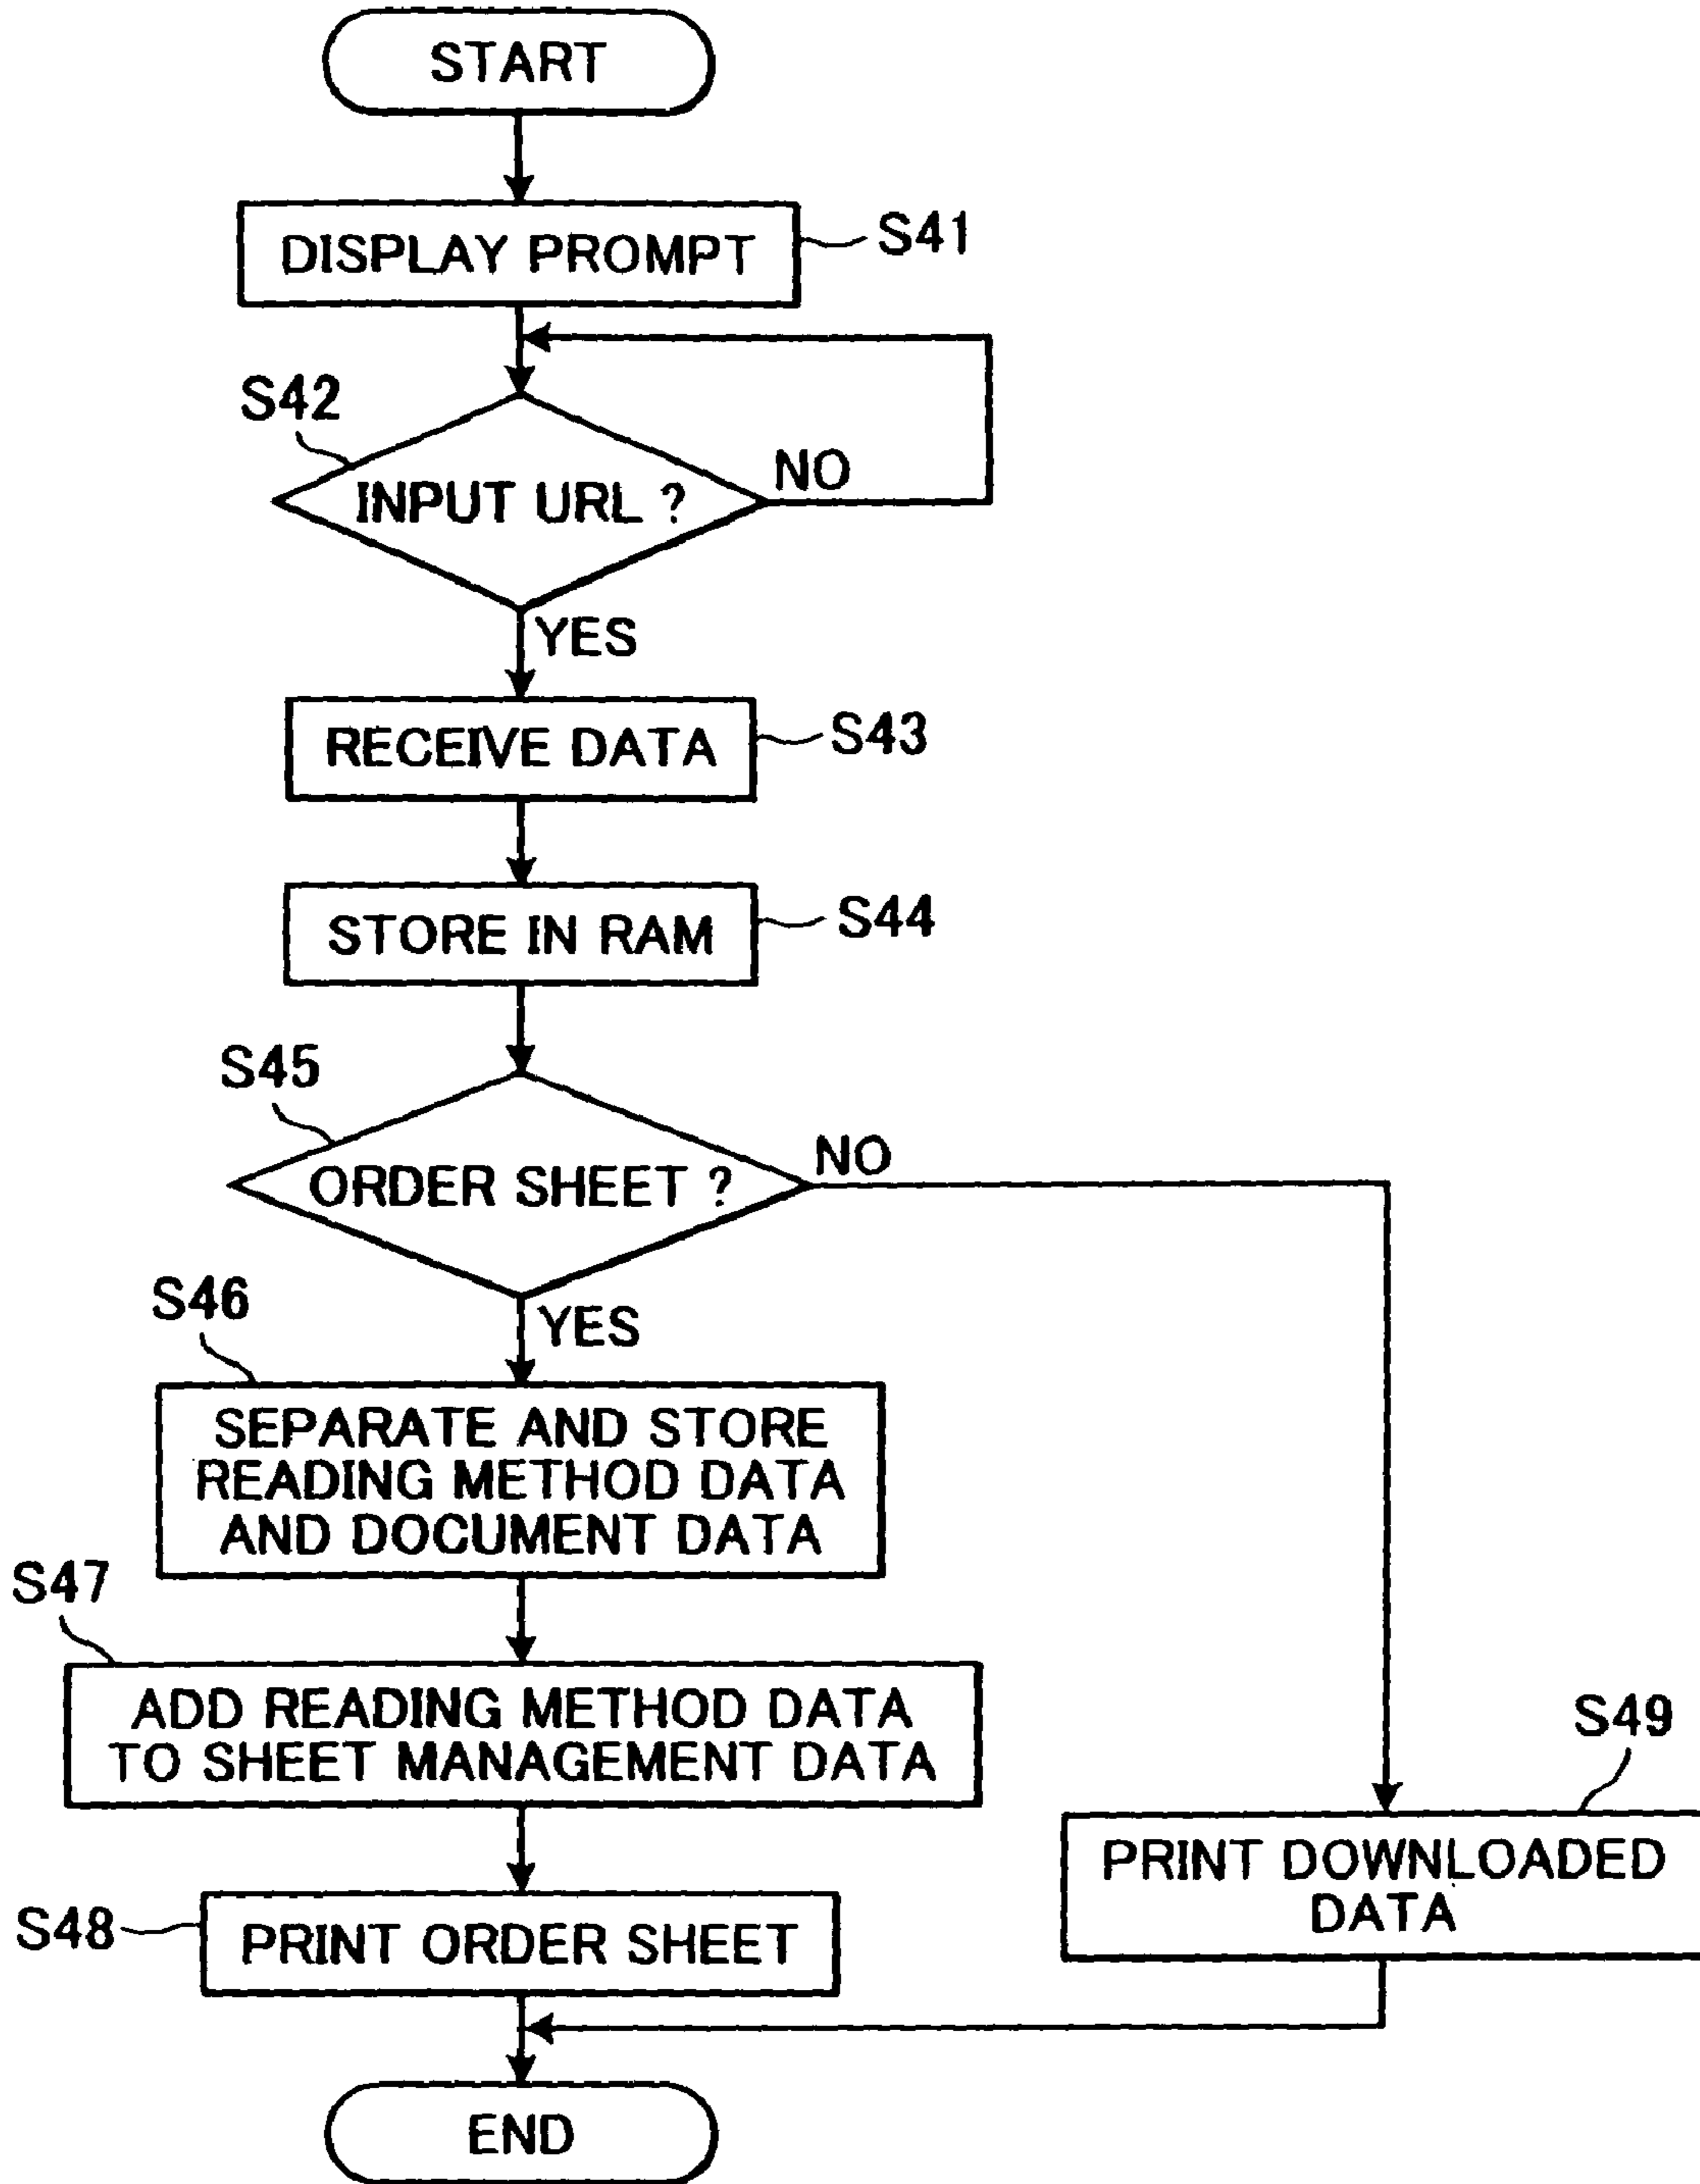 START
DISPLAY PROMPT
S41
S42
INPUT URL ?
NO
YES
RECEIVE DATA
S43
STORE IN RAM
S44
S45
ORDER SHEET ?
NO
YES
S46
SEPARATE AND STORE
READING METHOD DATA
AND DOCUMENT DATA
S47
ADD READING METHOD DATA
TO SHEET MANAGEMENT DATA
S48
PRINT ORDER SHEET
S49
PRINT DOWNLOADED
DATA
END